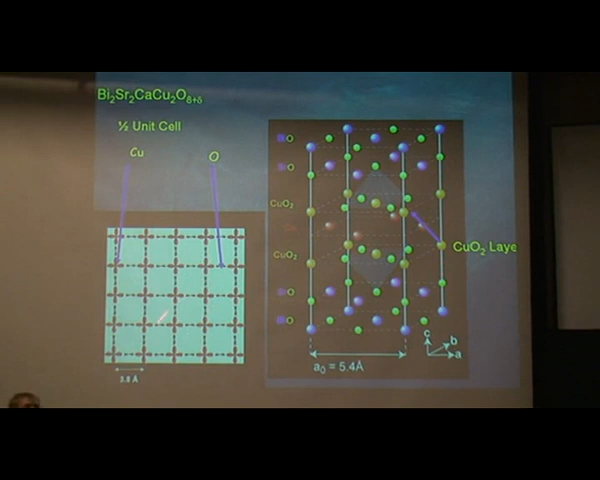 Bi2Sr2CaCu2O8+δ
½ Unit Cell
Cu
O
3.8 Å
BiO
SrO
CuO2
CuO2
SrO
BiO
CuO2 Laye
a0 = 5.4Å
c
b
a